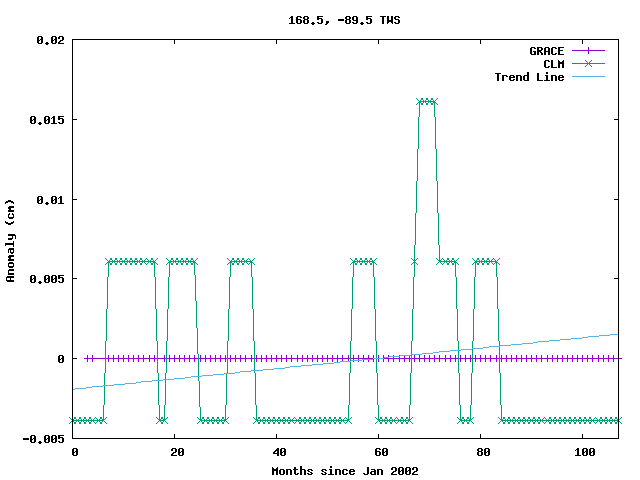 168.5, -89.5 TWS
GRACE
CLM
Trend Line
0.02
0.015
0.01
0.005
0
-0.005
Anomaly (cm)
0 20 40 60 80 100
Months since Jan 2002